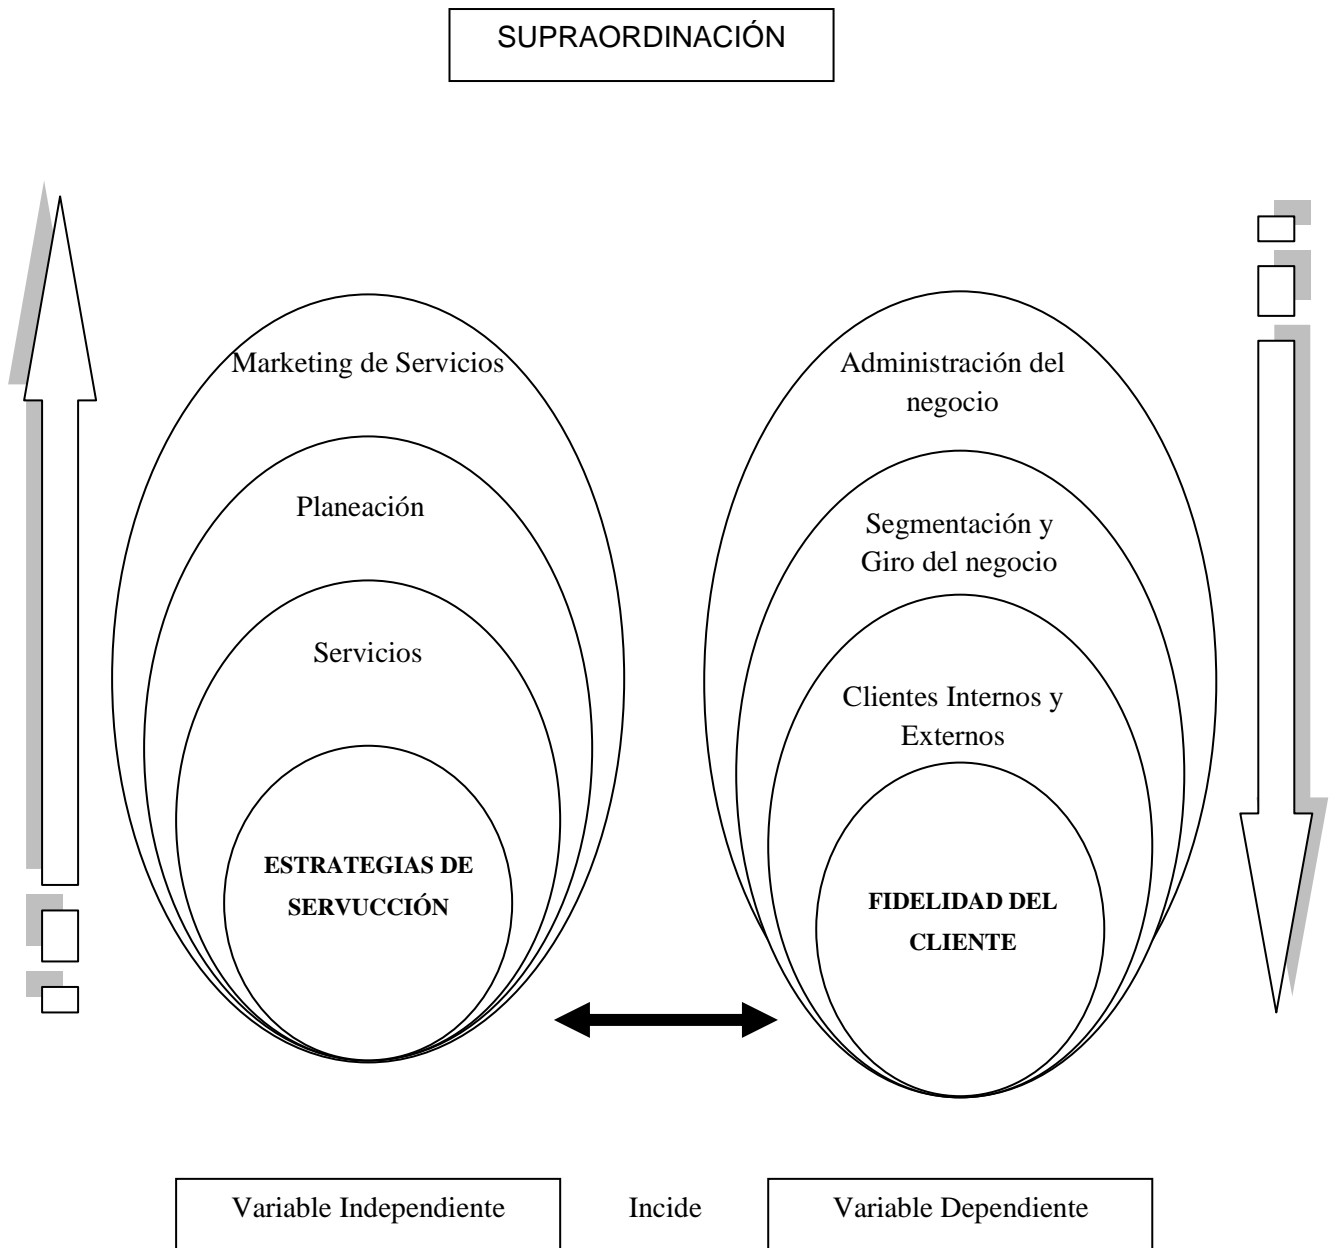 SUPRAORDINACIÓN
Marketing de Servicios
Planeación
Servicios
ESTRATEGIAS DE
SERVUCCIÓN
Administración del
negocio
Segmentación y
Giro del negocio
Clientes Internos y
Externos
FIDELIDAD DEL
CLIENTE
Variable Independiente
Incide
Variable Dependiente